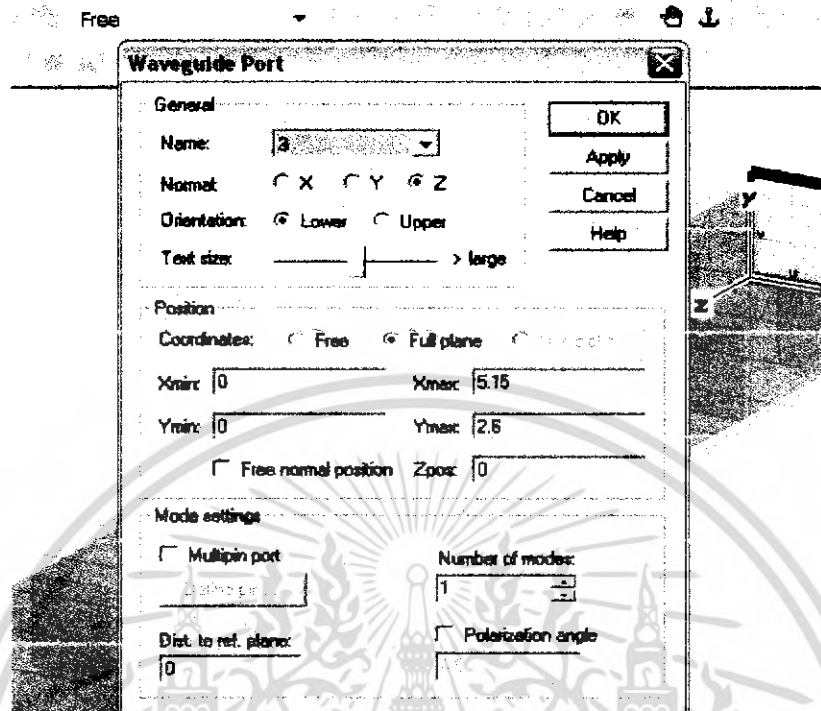 Free
Waveguide Port
General
Name: 3
Normal: X Y Z
Orientation: Lower Upper
Text size: > large
OK
Apply
Cancel
Help
y
v
u
z
Position
Coordinates: Free Full plane
Xmin: 0 Xmax: 5.15
Ymin: 0 Ymax: 2.6
Free normal position Zpos: 0
Mode settings
Multipin port Number of modes:
1
Dist. to ref. plane: Polarization angle
0